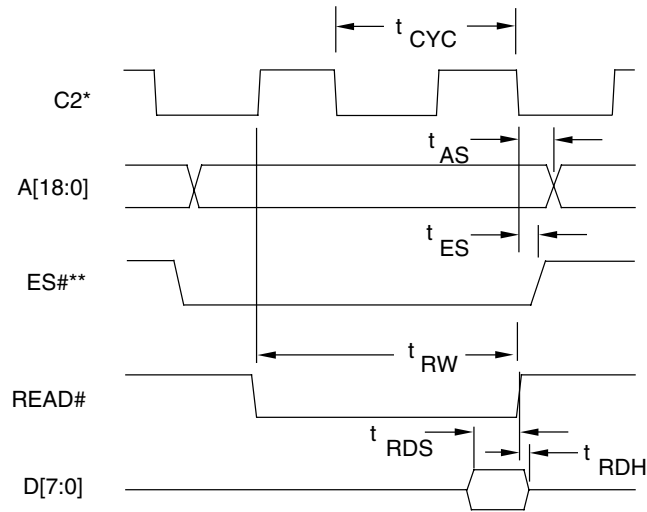 t CYC
C2*
t AS
A[18:0]
t ES
ES#**
t RW
READ#
t RDS
t RDH
D[7:0]